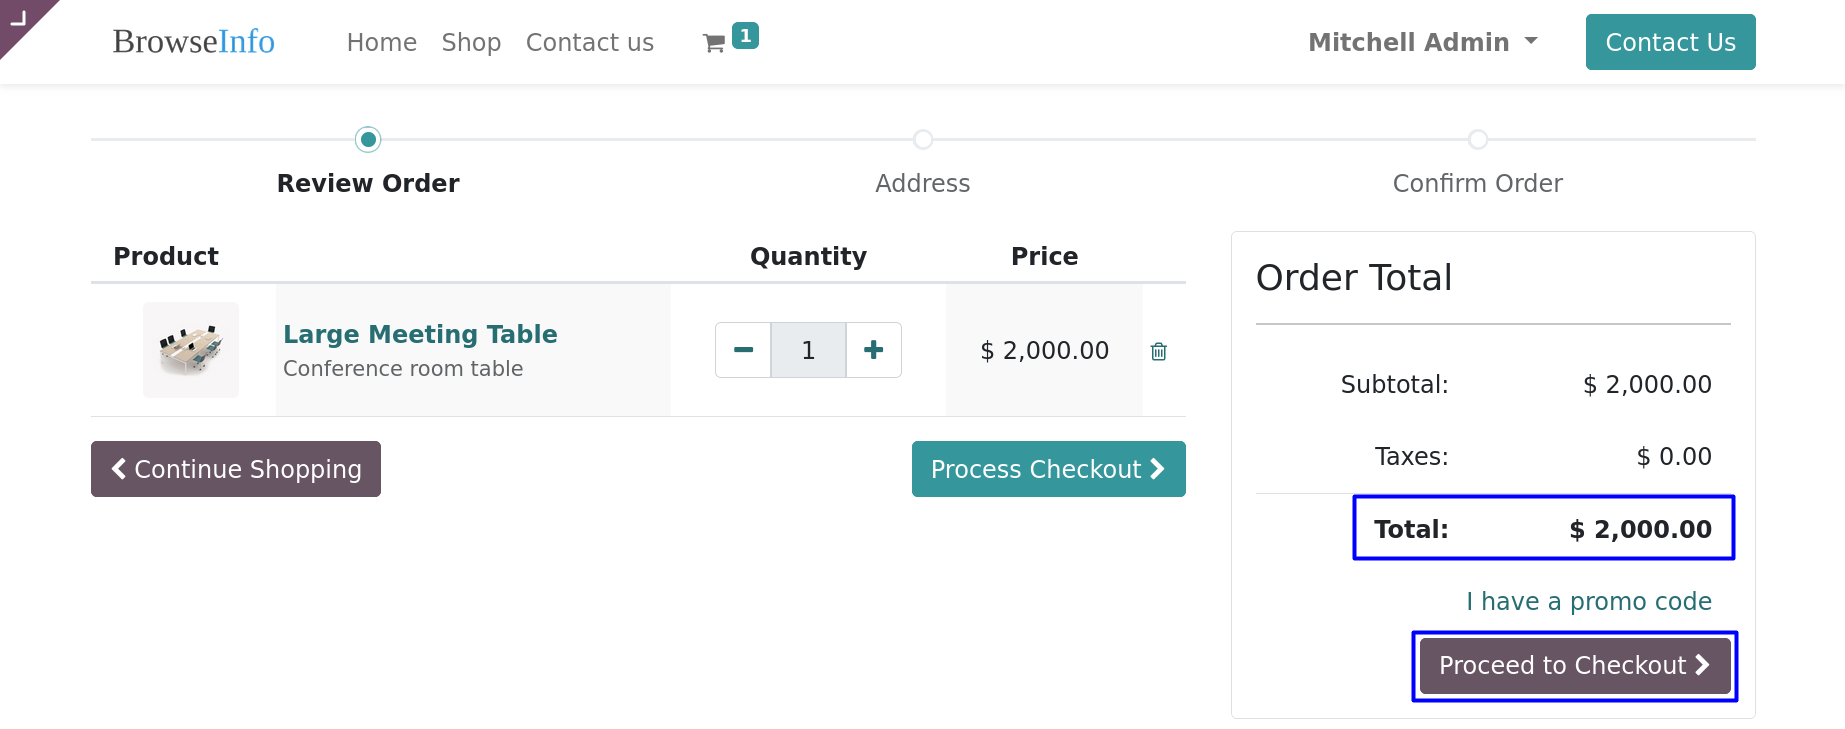 BrowseInfo Home Shop Contact us 1 Mitchell Admin Contact Us
Review Order Address Confirm Order
Product Quantity Price
Large Meeting Table
Conference room table
1
$ 2,000.00
Continue Shopping
Process Checkout
Order Total
Subtotal: $ 2,000.00
Taxes: $ 0.00
Total: $ 2,000.00
I have a promo code
Proceed to Checkout